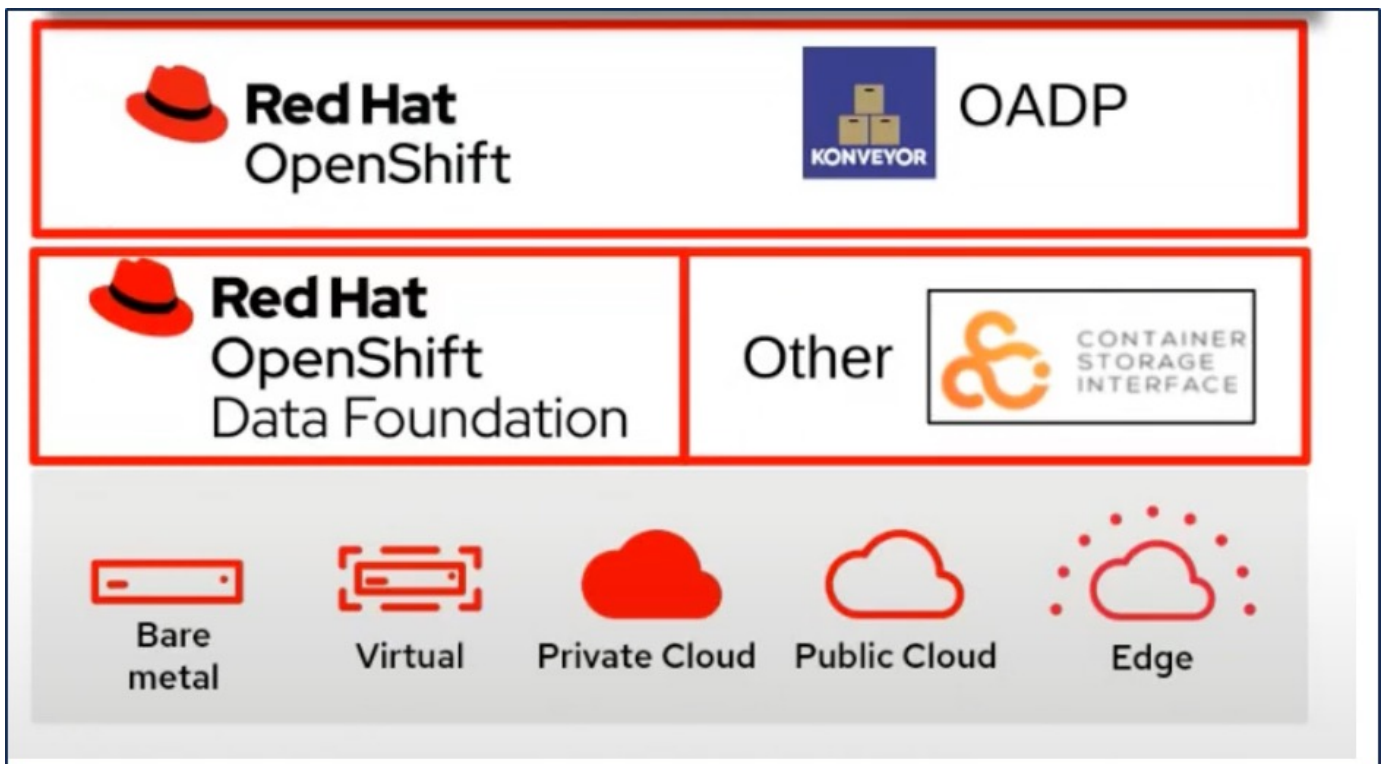 Red Hat
OpenShift
KONVEYOR
OADP
Red Hat
OpenShift
Data Foundation
Other
CONTAINER
STORAGE
INTERFACE
Bare
metal
Virtual
Private Cloud
Public Cloud
Edge